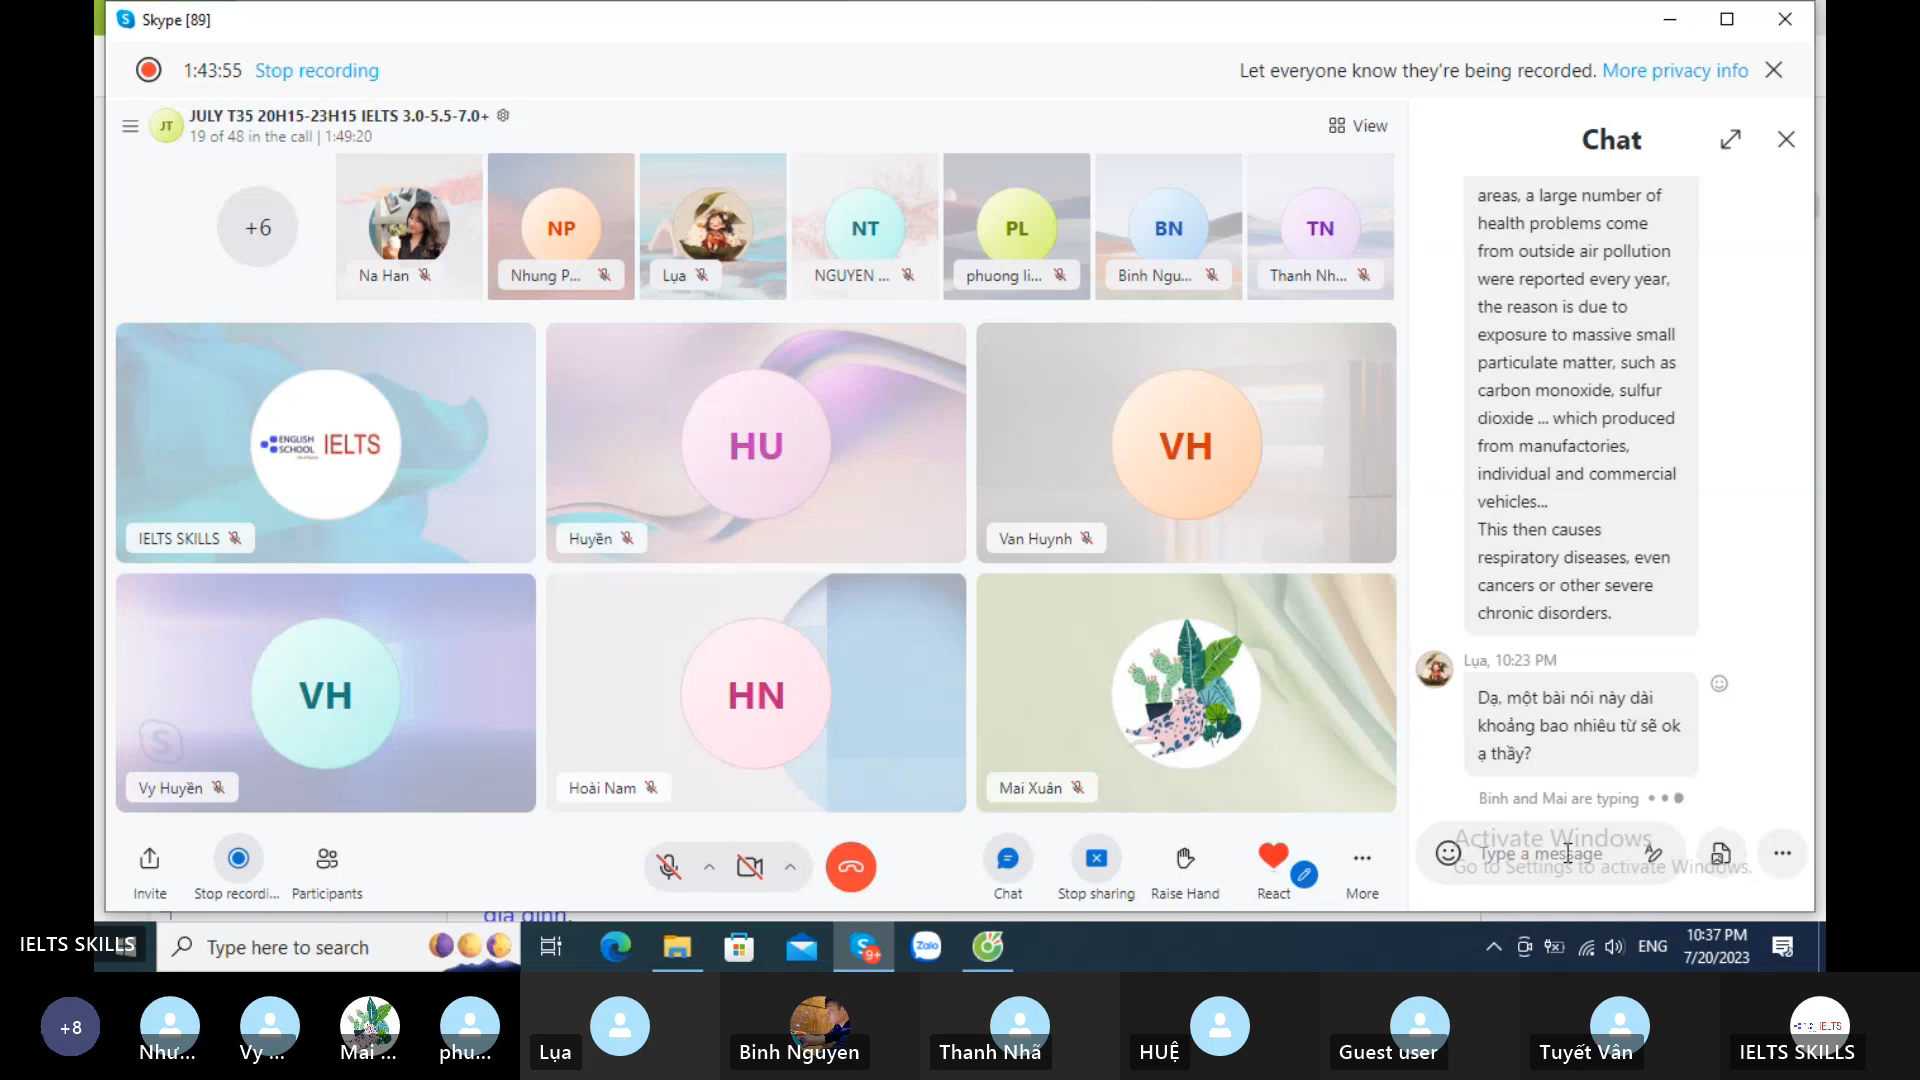 Skype [89]
1:43:55 Stop recording
Let everyone know they're being recorded. More privacy info
JT
JULY T35 20H15-23H15 IELTS 3.0-5.5-7.0+
19 of 48 in the call | 1:49:20
View
+6
Na Han
NP
Nhung P...
Lụa
NT
NGUYEN ...
PL
phuong li...
BN
Binh Ngu...
TN
Thanh Nh...
ENGLISH SCHOOL IELTS
IELTS SKILLS
HU
Huyền
VH
Van Huynh
VH
Vy Huyền
HN
Hoài Nam
Mai Xuân
Invite
Stop recordi...
Participants
Chat
Stop sharing
Raise Hand
React
More
Chat
areas, a large number of
health problems come
from outside air pollution
were reported every year,
the reason is due to
exposure to massive small
particulate matter, such as
carbon monoxide, sulfur
dioxide ... which produced
from manufactories,
individual and commercial
vehicles...
This then causes
respiratory diseases, even
cancers or other severe
chronic disorders.
Lụa, 10:23 PM
Dạ, một bài nói này dài
khoảng bao nhiêu từ sẽ ok
ạ thầy?
Binh and Mai are typing
Activate Windows
Type a message
Go to Settings to activate Windows.
gia đình.
IELTS SKILLS
Type here to search
9+
Zalo
ENG
10:37 PM
7/20/2023
+8
Như...
Vy ...
Mai ...
phu...
Lụa
Binh Nguyen
Thanh Nhã
HUỆ
Guest user
Tuyết Vân
IELTS
IELTS SKILLS